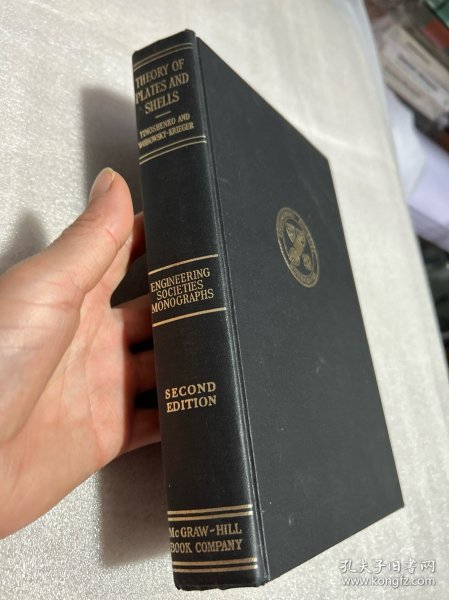 THEORY OF
PLATES AND
SHELLS
TIMOSHENKO AND
WOINOWSKY-KRIEGER
ENGINEERING
SOCIETIES
MONOGRAPHS
SECOND
EDITION
McGRAW-HILL
BOOK COMPANY
孔夫子旧书网
www.kongfz.com